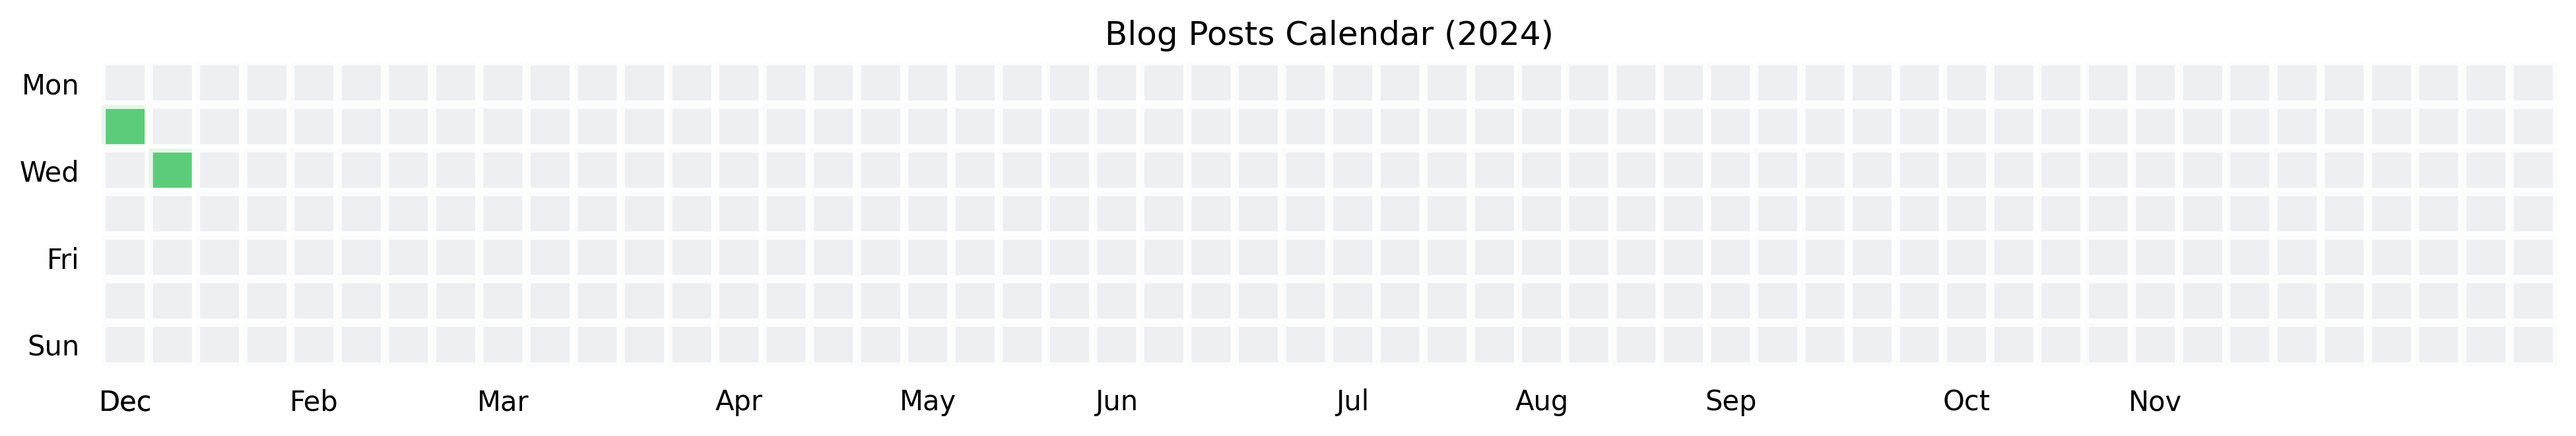 Blog Posts Calendar (2024)
Mon
Wed
Fri
Sun
Dec Feb Mar Apr May Jun Jul Aug Sep Oct Nov